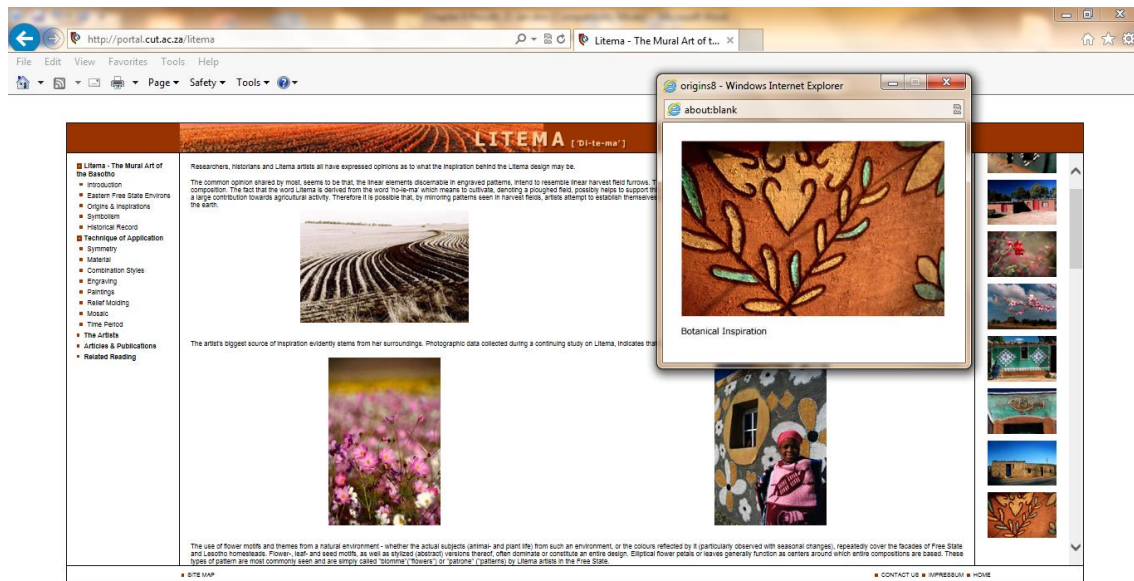 http://portal.cut.ac.za/litema
Litema - The Mural Art of t...
File Edit View Favorites Tools Help
Page Safety Tools
origins8 - Windows Internet Explorer
about:blank
Botanical Inspiration
LITEMA ['Di-te-ma']
Litema - The Mural Art of
the Basotho
Introduction
Eastern Free State Environs
Origins & Inspirations
Symbolism
Historical Record
Technique of Application
Symmetry
Material
Combination Styles
Engraving
Paintings
Relief Molding
Mosaic
Time Period
The Artists
Articles & Publications
Related Reading
Researchers, historians and Litema artists all have expressed opinions as to what the inspiration behind the Litema design may be.
The common opinion shared by most, seems to be that, the linear elements discernable in engraved patterns, intend to resemble linear harvest field furrows. T
composition. The fact that the word Litema is derived from the word 'ho-le-ma' which means to cultivate, denoting a ploughed field, possibly helps to support th
a large contribution towards agricultural activity. Therefore it is possible that, by mirroring patterns seen in harvest fields, artists attempt to establish themselves
the earth.
The artist's biggest source of inspiration evidently stems from her surroundings. Photographic data collected during a continuing study on Litema, indicates that
The use of flower motifs and themes from a natural environment - whether the actual subjects (animal- and plant life) from such an environment, or the colours reflected by it (particularly observed with seasonal changes), repeatedly cover the facades of Free State
and Lesotho homesteads. Flower-, leaf- and seed motifs, as well as stylized (abstract) versions thereof, often dominate or constitute an entire design. Elliptical flower petals or leaves generally function as centers around which entire compositions are based. These
types of pattern are most commonly seen and are simply called "blomme"("flowers") or "patrone" ("patterns) by Litema artists in the Free State.
SITE MAP
CONTACT US IMPRESSUM HOME